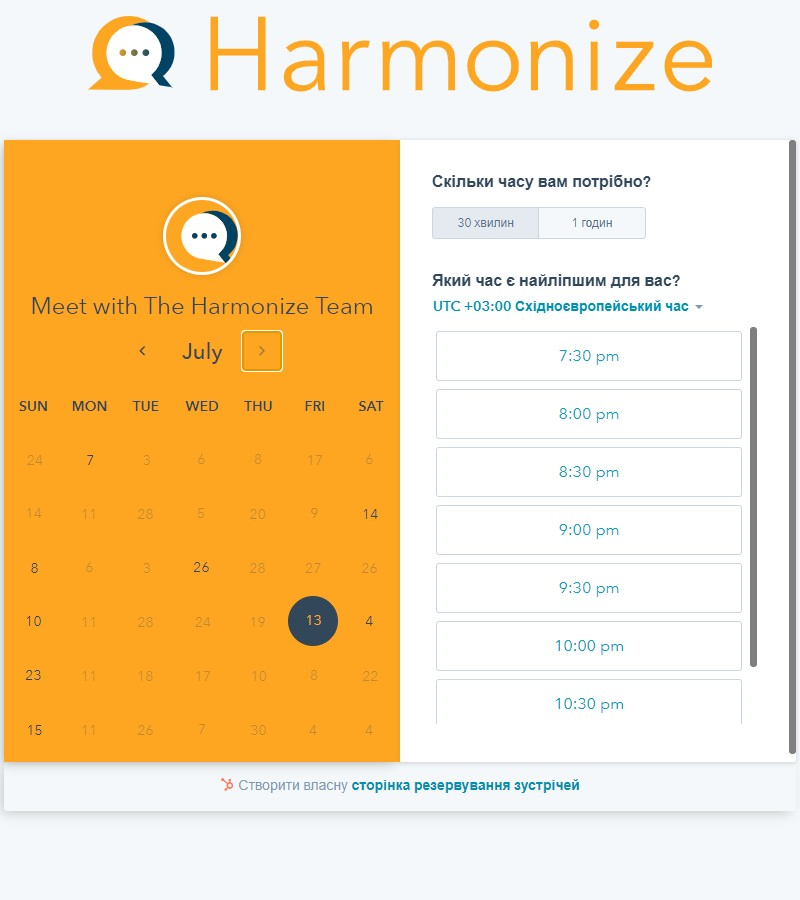 Harmonize
Meet with The Harmonize Team
July
SUN MON TUE WED THU FRI SAT
24 7 3 6 8 17 6
14 11 28 5 20 9 14
8 6 3 26 28 27 26
10 11 28 24 19 13 4
23 11 18 17 10 8 22
15 11 26 7 30 4 4
Скільки часу вам потрібно?
30 хвилин 1 годин
Який час є найліпшим для вас?
UTC +03:00 Східноєвропейський час
7:30 pm
8:00 pm
8:30 pm
9:00 pm
9:30 pm
10:00 pm
10:30 pm
Створити власну сторінка резервування зустрічей